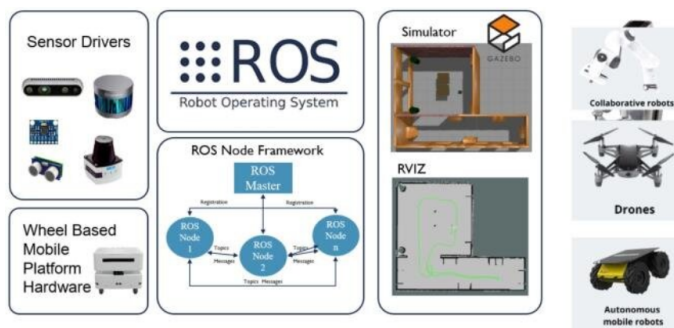 Sensor Drivers
ROS
Robot Operating System
Simulator
GAZEBO
Collaborative robots
ROS Node Framework
ROS
Master
Registration
Registration
ROS
Node
1
Topics
Messages
ROS
Node
2
Topics
Messages
ROS
Node
n
Topics Messages
RVIZ
Drones
Wheel Based
Mobile
Platform
Hardware
Autonomous
mobile robots